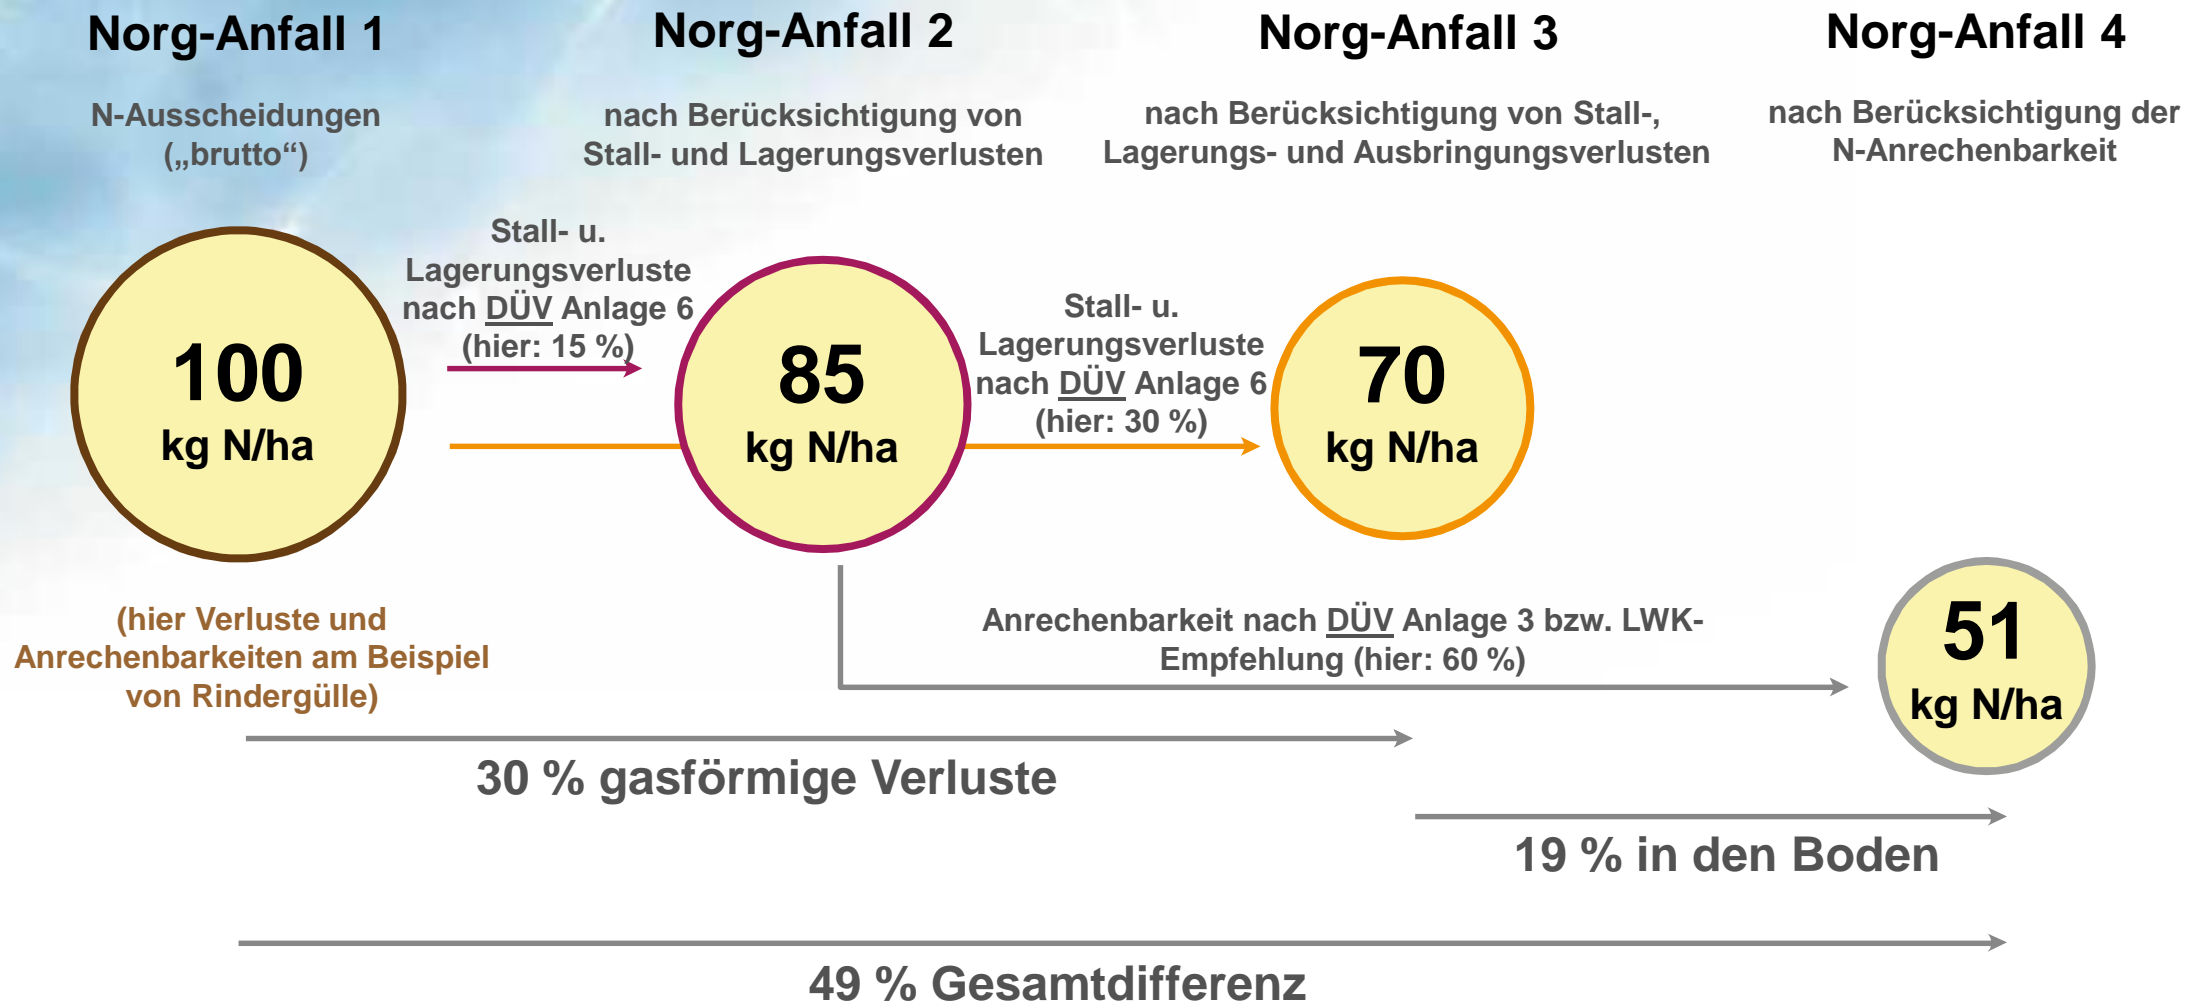 Norg-Anfall 1
N-Ausscheidungen
(„brutto“)
Norg-Anfall 2
nach Berücksichtigung von
Stall- und Lagerungsverlusten
Norg-Anfall 3
nach Berücksichtigung von Stall-,
Lagerungs- und Ausbringungsverlusten
Norg-Anfall 4
nach Berücksichtigung der
N-Anrechenbarkeit
100
kg N/ha
Stall- u.
Lagerungsverluste
nach DÜV Anlage 6
(hier: 15 %)
85
kg N/ha
Stall- u.
Lagerungsverluste
nach DÜV Anlage 6
(hier: 30 %)
70
kg N/ha
(hier Verluste und
Anrechenbarkeiten am Beispiel
von Rindergülle)
Anrechenbarkeit nach DÜV Anlage 3 bzw. LWK-
Empfehlung (hier: 60 %)
51
kg N/ha
30 % gasförmige Verluste
19 % in den Boden
49 % Gesamtdifferenz